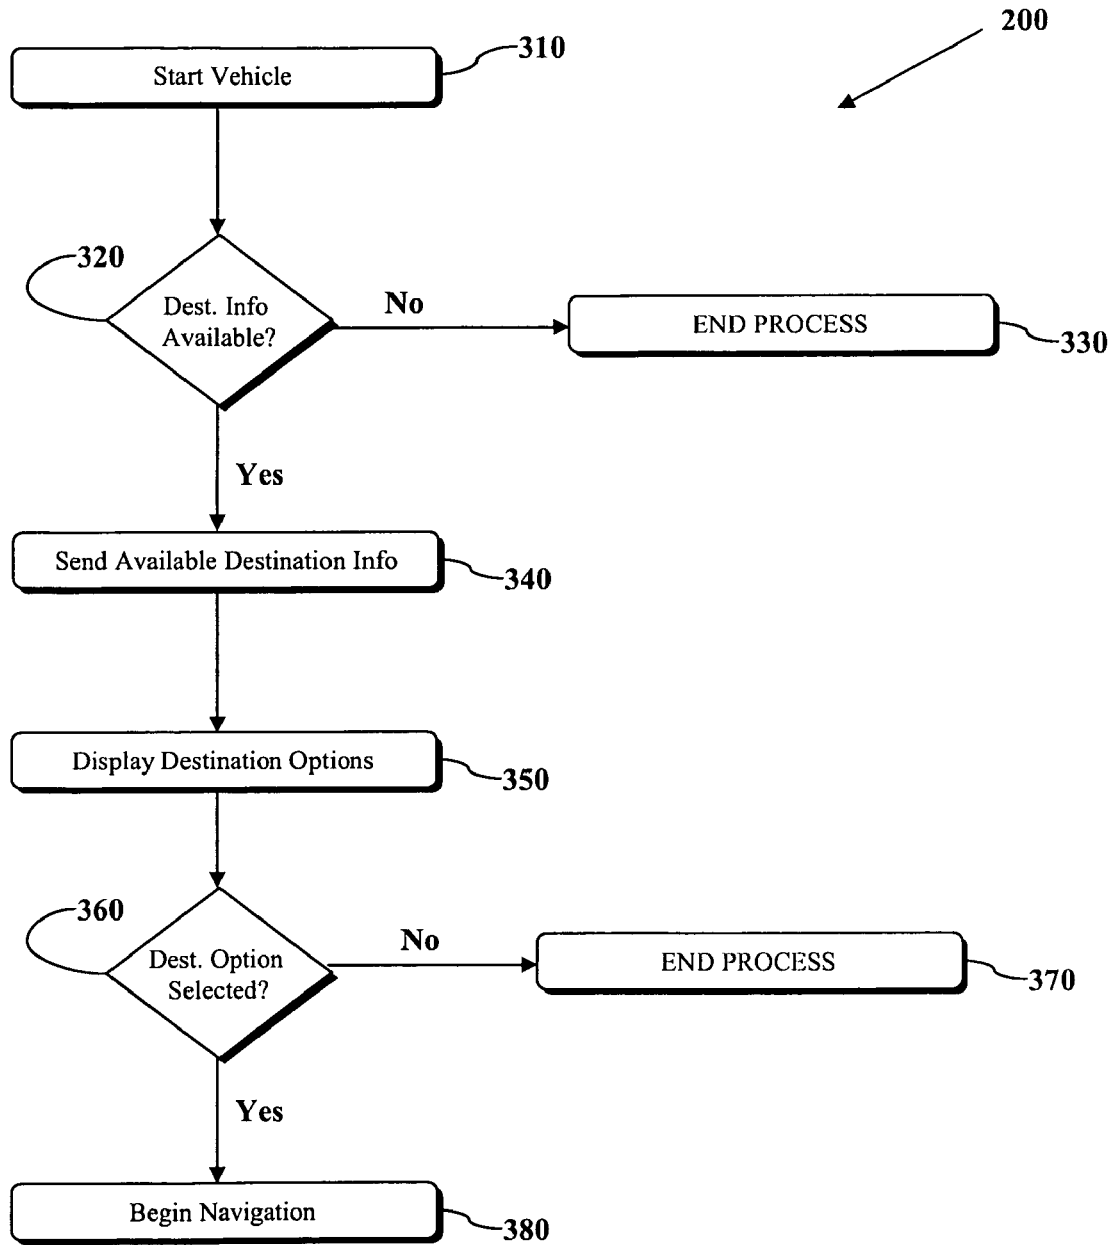 200
310
Start Vehicle
320
Dest. Info
Available?
No
END PROCESS
330
Yes
Send Available Destination Info
340
Display Destination Options
350
360
Dest. Option
Selected?
No
END PROCESS
370
Yes
Begin Navigation
380